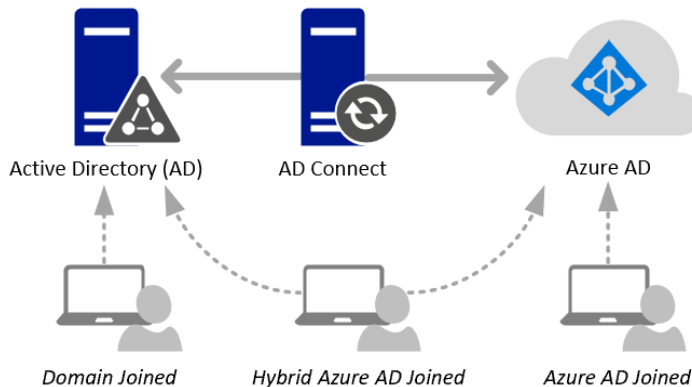 Active Directory (AD)
AD Connect
Azure AD
Domain Joined
Hybrid Azure AD Joined
Azure AD Joined